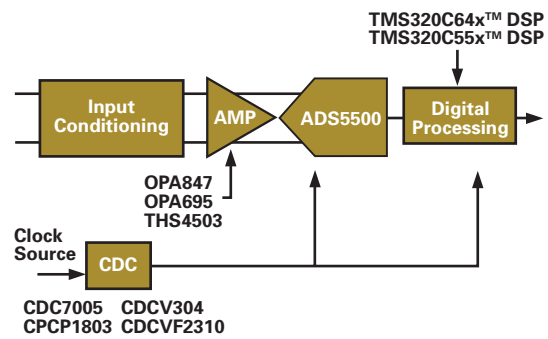 TMS320C64x™ DSP
TMS320C55x™ DSP
Input
Conditioning
AMP
ADS5500
Digital
Processing
OPA847
OPA695
THS4503
Clock
Source
CDC
CDC7005 CDCV304
CPCP1803 CDCVF2310